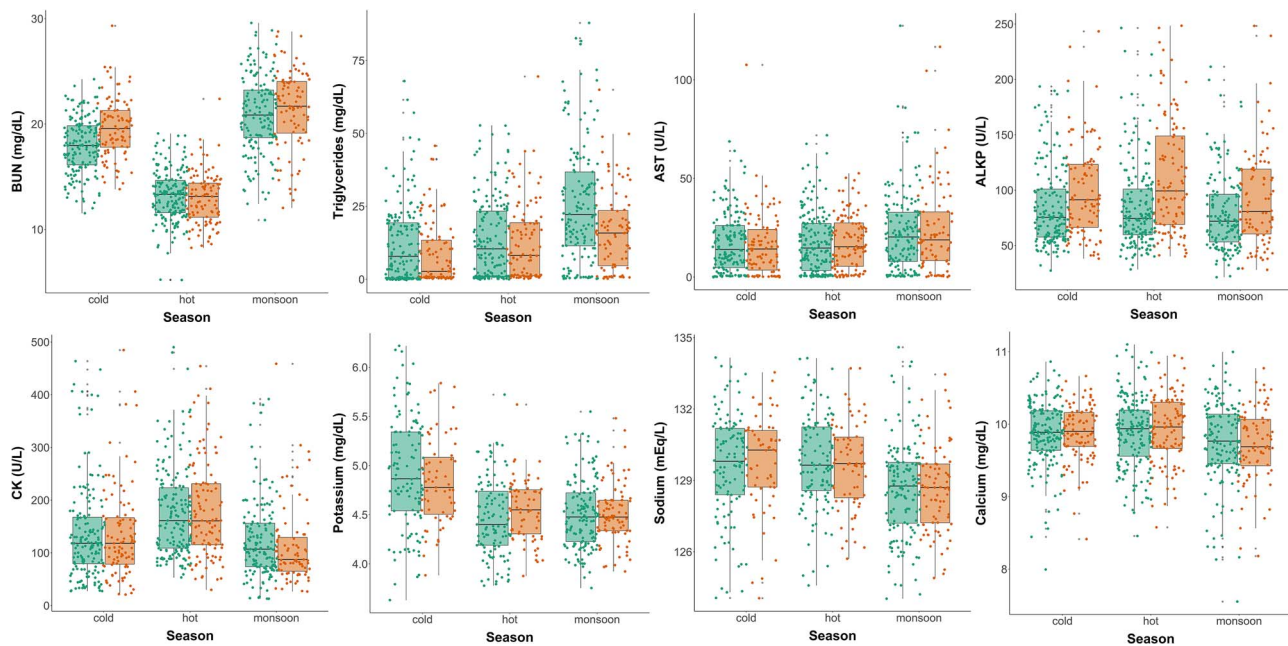 BUN (mg/dL)
30
20
10
cold hot monsoon
Season
Triglycerides (mg/dL)
75
50
25
0
cold hot monsoon
Season
AST (U/L)
100
50
0
cold hot monsoon
Season
ALKP (U/L)
250
200
150
100
50
cold hot monsoon
Season
CK (U/L)
500
400
300
200
100
0
cold hot monsoon
Season
Potassium (mg/dL)
6.0
5.5
5.0
4.5
4.0
cold hot monsoon
Season
Sodium (mEq/L)
135
132
129
126
cold hot monsoon
Season
Calcium (mg/dL)
11
10
9
8
cold hot monsoon
Season